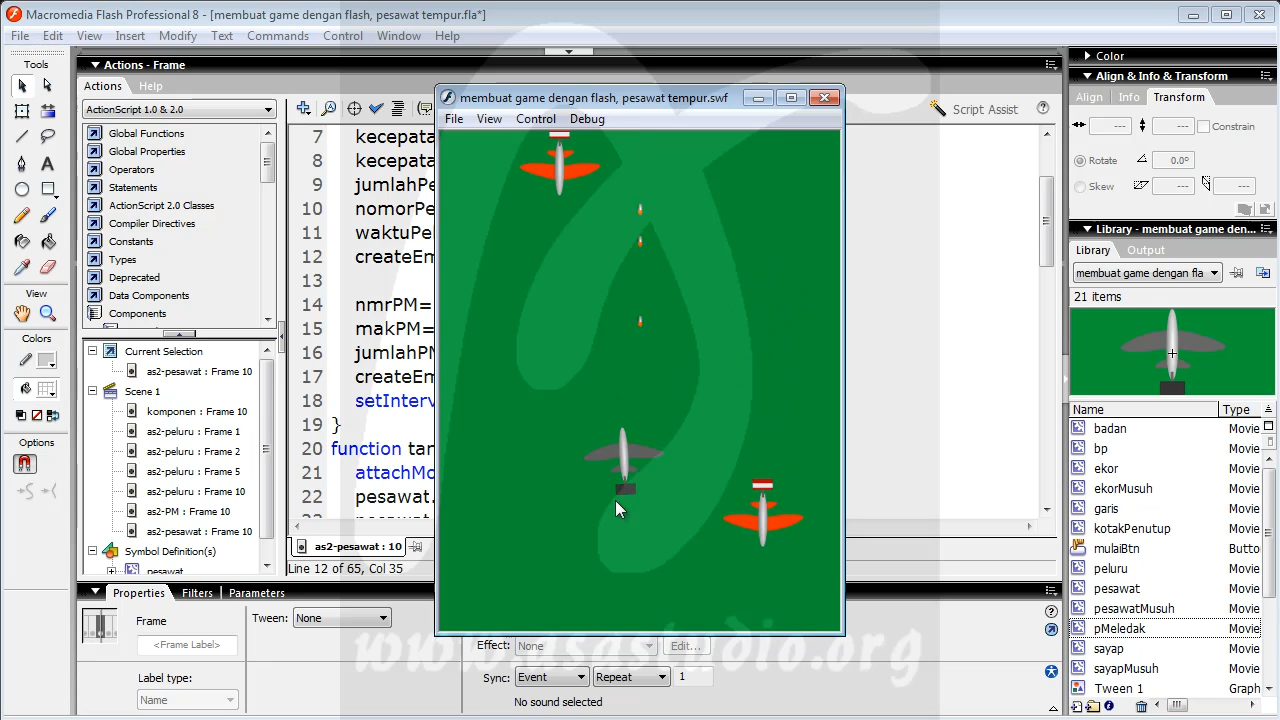 Macromedia Flash Professional 8 - [membuat game dengan flash, pesawat tempur.fla*]
File Edit View Insert Modify Text Commands Control Window Help
Tools
View
Colors
Options
Actions - Frame
Actions Help
ActionScript 1.0 & 2.0
Script Assist
Global Functions
Global Properties
Operators
Statements
ActionScript 2.0 Classes
Compiler Directives
Constants
Types
Deprecated
Data Components
Components
Current Selection
as2-pesawat : Frame 10
Scene 1
komponen : Frame 10
as2-peluru : Frame 1
as2-peluru : Frame 2
as2-peluru : Frame 5
as2-peluru : Frame 10
as2-PM : Frame 10
as2-pesawat : Frame 10
Symbol Definition(s)
pesawat
7 kecepata
8 kecepata
9 jumlahPe
10 nomorPe
11 waktuPe
12 createEm
13
14 nmrPM=
15 makPM=
16 jumlahPM
17 createEm
18 setInterv
19 }
20 function tan
21 attachMo
22 pesawat.
as2-pesawat : 10
Line 12 of 65, Col 35
membuat game dengan flash, pesawat tempur.swf
File View Control Debug
Properties Filters Parameters
Frame
<Frame Label>
Label type:
Name
Tween: None
Effect: None Edit...
Sync: Event Repeat 1
No sound selected
www.asastudio.org
Color
Align & Info & Transform
Align Info Transform
--- --- Constrain
Rotate 0.0°
Skew --- ---
Library - membuat game den...
Library Output
membuat game dengan fla
21 items
Name Type
badan Movie
bp Movie
ekor Movie
ekorMusuh Movie
garis Movie
kotakPenutup Movie
mulaiBtn Butto
peluru Movie
pesawat Movie
pesawatMusuh Movie
pMeledak Movie
sayap Movie
sayapMusuh Movie
Tween 1 Graph